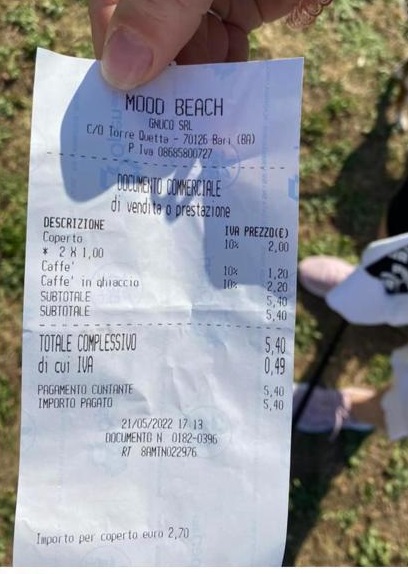 MOOD BEACH
GNUCO SRL
C/O Torre Quetta - 70126 Bari (BA)
P Iva 08685800727
DOCUMENTO COMMERCIALE
di vendita o prestazione
DESCRIZIONE IVA PREZZO(€)
Coperto 10% 2,00
* 2 X 1,00
Caffe' 10% 1,20
Caffe' in ghiaccio 10% 2,20
SUBTOTALE 5,40
SUBTOTALE 5,40
TOTALE COMPLESSIVO 5,40
di cui IVA 0,49
PAGAMENTO CONTANTE 5,40
IMPORTO PAGATO 5,40
21/05/2022 17:13
DOCUMENTO N. 0182-0396
RT 8AMTN022976
Importo per coperto euro 2,70